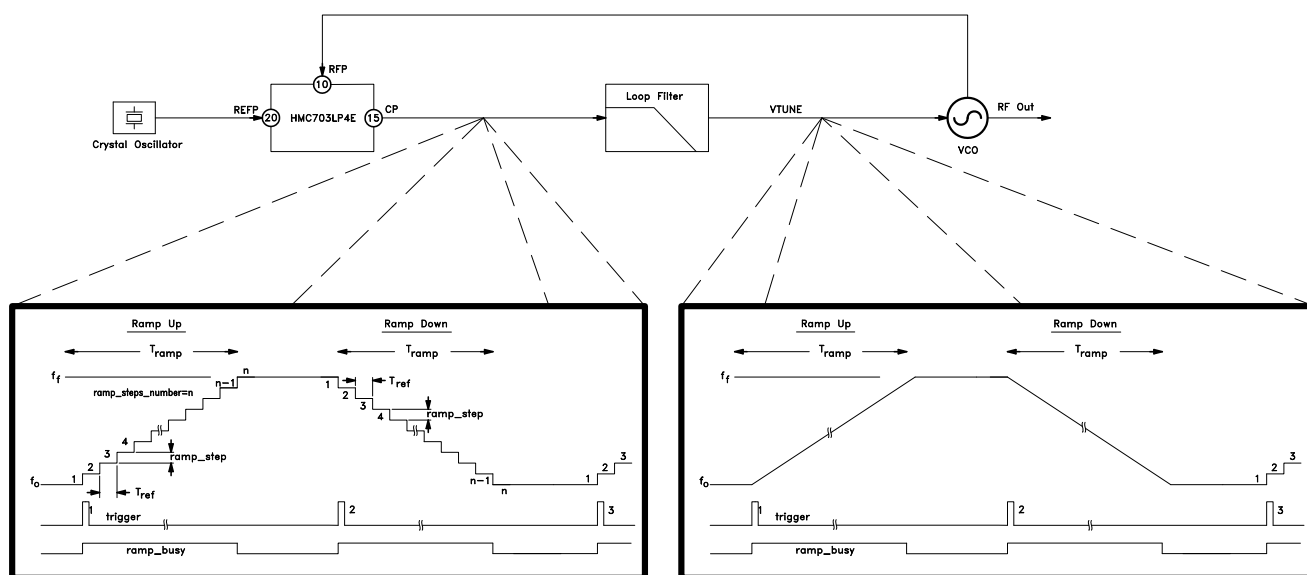 RFP
10
Loop Filter
REFP
20
HMC703LP4E
15
CP
VTUNE
RF Out
Crystal Oscillator
VCO
Ramp Up
Ramp Down
Tramp
Tramp
ff
n-1
n
ramp_steps_number=n
1
2
3
4
Tref
ramp_step
4
3
2
1
ramp_step
fo
Tref
n-1
n
1
2
3
1
trigger
2
3
ramp_busy
Ramp Up
Ramp Down
Tramp
Tramp
ff
fo
1
2
3
1
trigger
2
3
ramp_busy